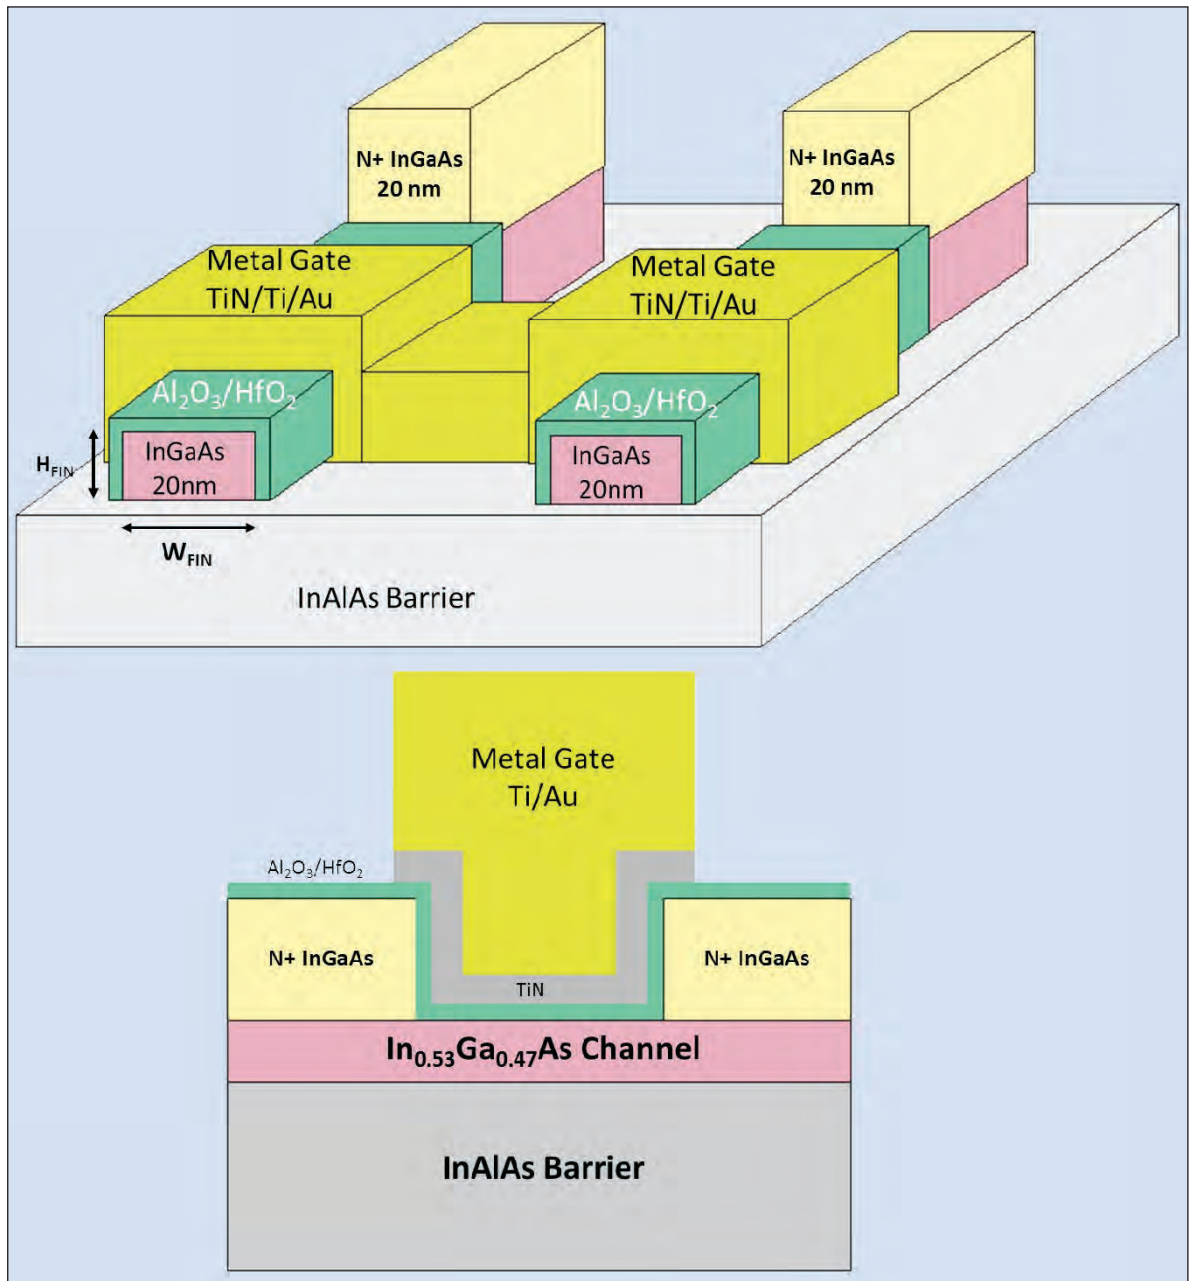 N+ InGaAs
20 nm
N+ InGaAs
20 nm
Metal Gate
TiN/Ti/Au
Metal Gate
TiN/Ti/Au
Al₂O₃/HfO₂
Al₂O₃/HfO₂
InGaAs
20nm
InGaAs
20nm
H_FIN
W_FIN
InAlAs Barrier
Metal Gate
Ti/Au
Al₂O₃/HfO₂
N+ InGaAs
N+ InGaAs
TiN
In₀.₅₃Ga₀.₄₇As Channel
InAlAs Barrier